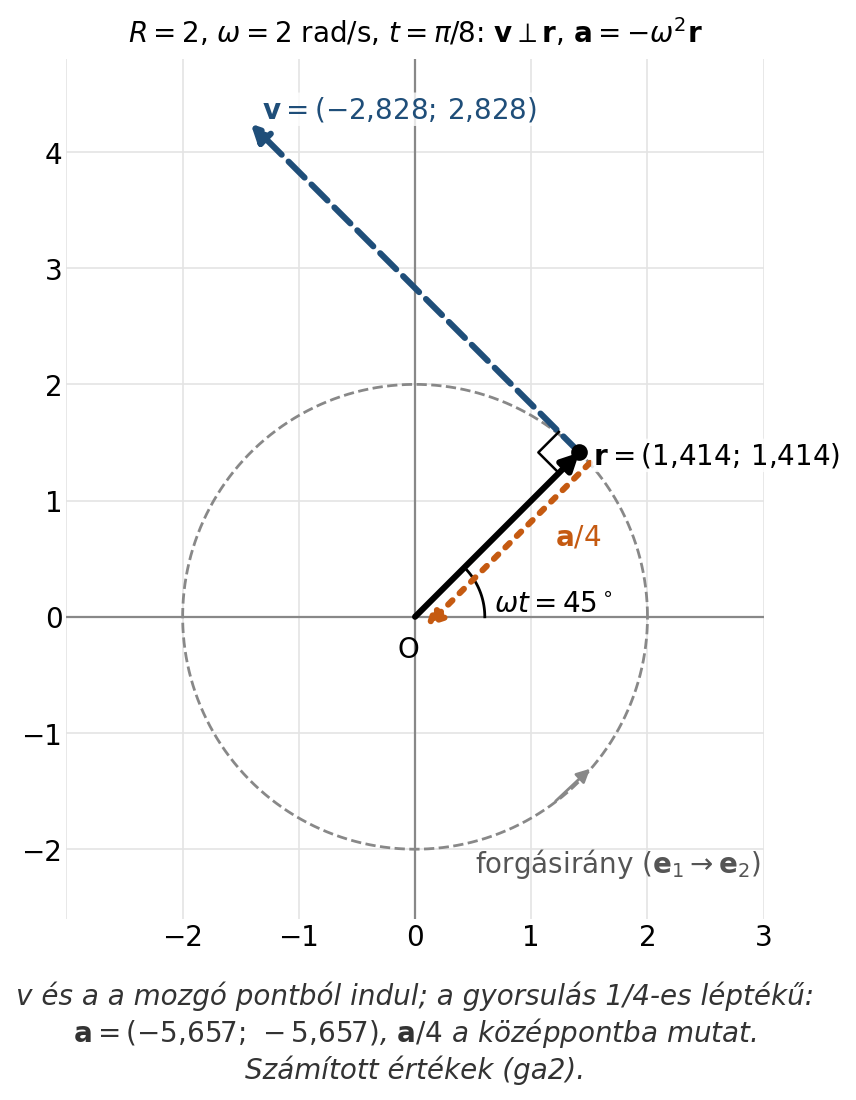 R = 2, ω = 2 rad/s, t = π/8: v ⊥ r, a = −ω²r
v = (−2,828; 2,828)
4
3
2
r = (1,414; 1,414)
1
a/4
ωt = 45°
0
O
−1
−2
forgásirány (e₁ → e₂)
−2 −1 0 1 2 3
v és a a mozgó pontból indul; a gyorsulás 1/4-es léptékű:
a = (−5,657; −5,657), a/4 a középpontba mutat.
Számított értékek (ga2).